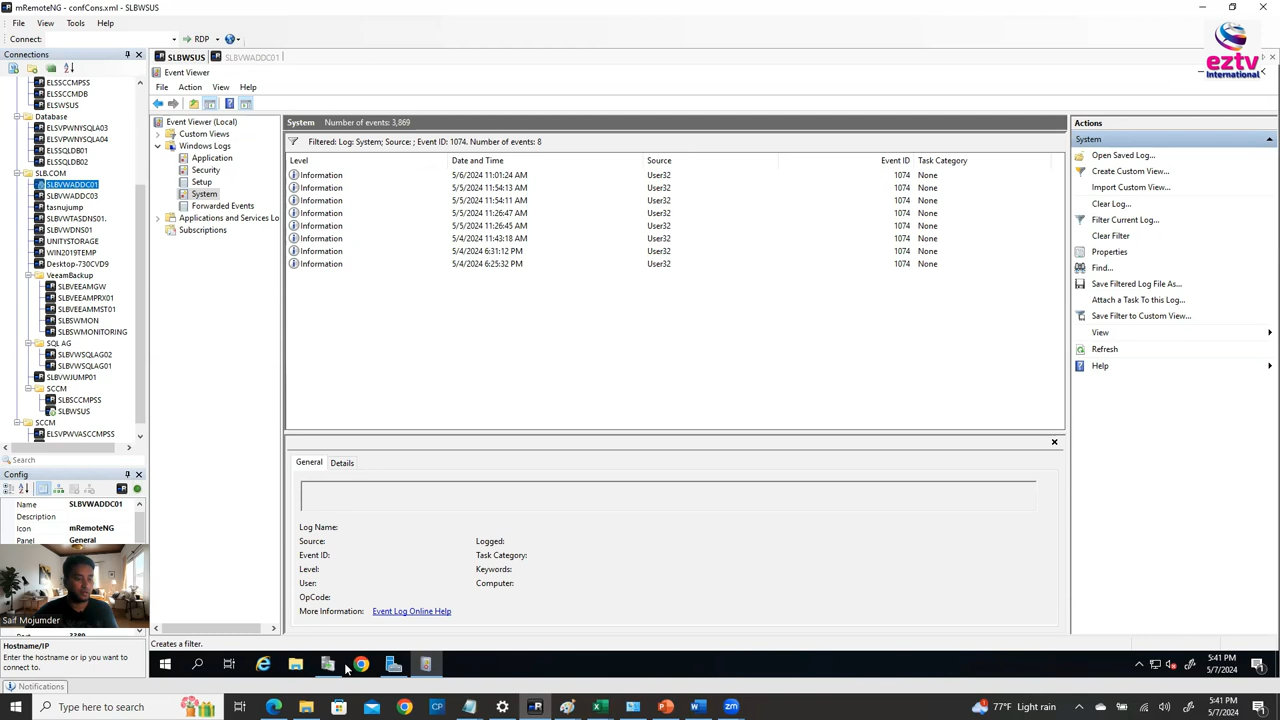 mRemoteNG - confCons.xml - SLBWSUS
File View Tools Help
Connect: RDP
eztv
International
Connections
SLBWSUS SLBVWADDC01
Event Viewer
File Action View Help
ELSSCCMPSS
ELSSCCMDB
ELSWSUS
Database
ELSVPWNYSQLA03
ELSVPWNYSQLA04
ELSSQLDB01
ELSSQLDB02
SLB.COM
SLBVWADDC01
SLBVWADDC03
tasnujump
SLBVWTASDNS01.
SLBVWDNS01
UNITYSTORAGE
WIN2019TEMP
Desktop-730CVD9
VeeamBackup
SLBVEEAMGW
SLBVEEAMPRX01
SLBVEEAMMST01
SLBSWMON
SLBSWMONITORING
SQL AG
SLBVWSQLAG02
SLBVWSQLAG01
SLBVWJUMP01
SCCM
SLBSCCMPSS
SLBWSUS
SCCM
ELSVPWVASCCMPSS
Search
Config
Name SLBVWADDC01
Description
Icon mRemoteNG
Panel General
Saif Mojumder
Port 3389
Hostname/IP
Enter the hostname or ip you want to
connect to.
Notifications
Event Viewer (Local)
Custom Views
Windows Logs
Application
Security
Setup
System
Forwarded Events
Applications and Services Lo
Subscriptions
System Number of events: 3,869
Filtered: Log: System; Source: ; Event ID: 1074. Number of events: 8
Level Date and Time Source Event ID Task Category
Information 5/6/2024 11:01:24 AM User32 1074 None
Information 5/5/2024 11:54:13 AM User32 1074 None
Information 5/5/2024 11:54:11 AM User32 1074 None
Information 5/5/2024 11:26:47 AM User32 1074 None
Information 5/5/2024 11:26:45 AM User32 1074 None
Information 5/4/2024 11:43:18 AM User32 1074 None
Information 5/4/2024 6:31:12 PM User32 1074 None
Information 5/4/2024 6:25:32 PM User32 1074 None
General Details
Log Name:
Source: Logged:
Event ID: Task Category:
Level: Keywords:
User: Computer:
OpCode:
More Information: Event Log Online Help
Actions
System
Open Saved Log...
Create Custom View...
Import Custom View...
Clear Log...
Filter Current Log...
Clear Filter
Properties
Find...
Save Filtered Log File As...
Attach a Task To this Log...
Save Filter to Custom View...
View
Refresh
Help
Creates a filter.
5:41 PM
5/7/2024
Type here to search
77°F Light rain
5:41 PM
5/7/2024